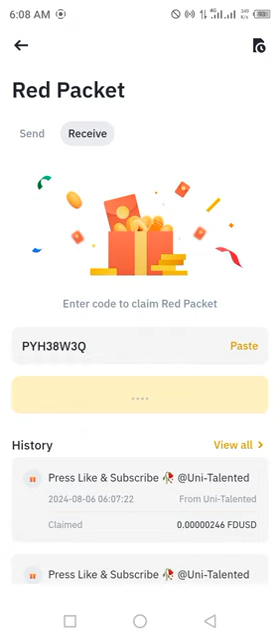 6:08 AM
4G
349
K/s
Red Packet
Send
Receive
Enter code to claim Red Packet
PYH38W3Q
Paste
....
History
View all >
Press Like & Subscribe 🥀 @Uni-Talented
2024-08-06 06:07:22
From Uni-Talented
Claimed
0.00000246 FDUSD
Press Like & Subscribe 🥀 @Uni-Talented